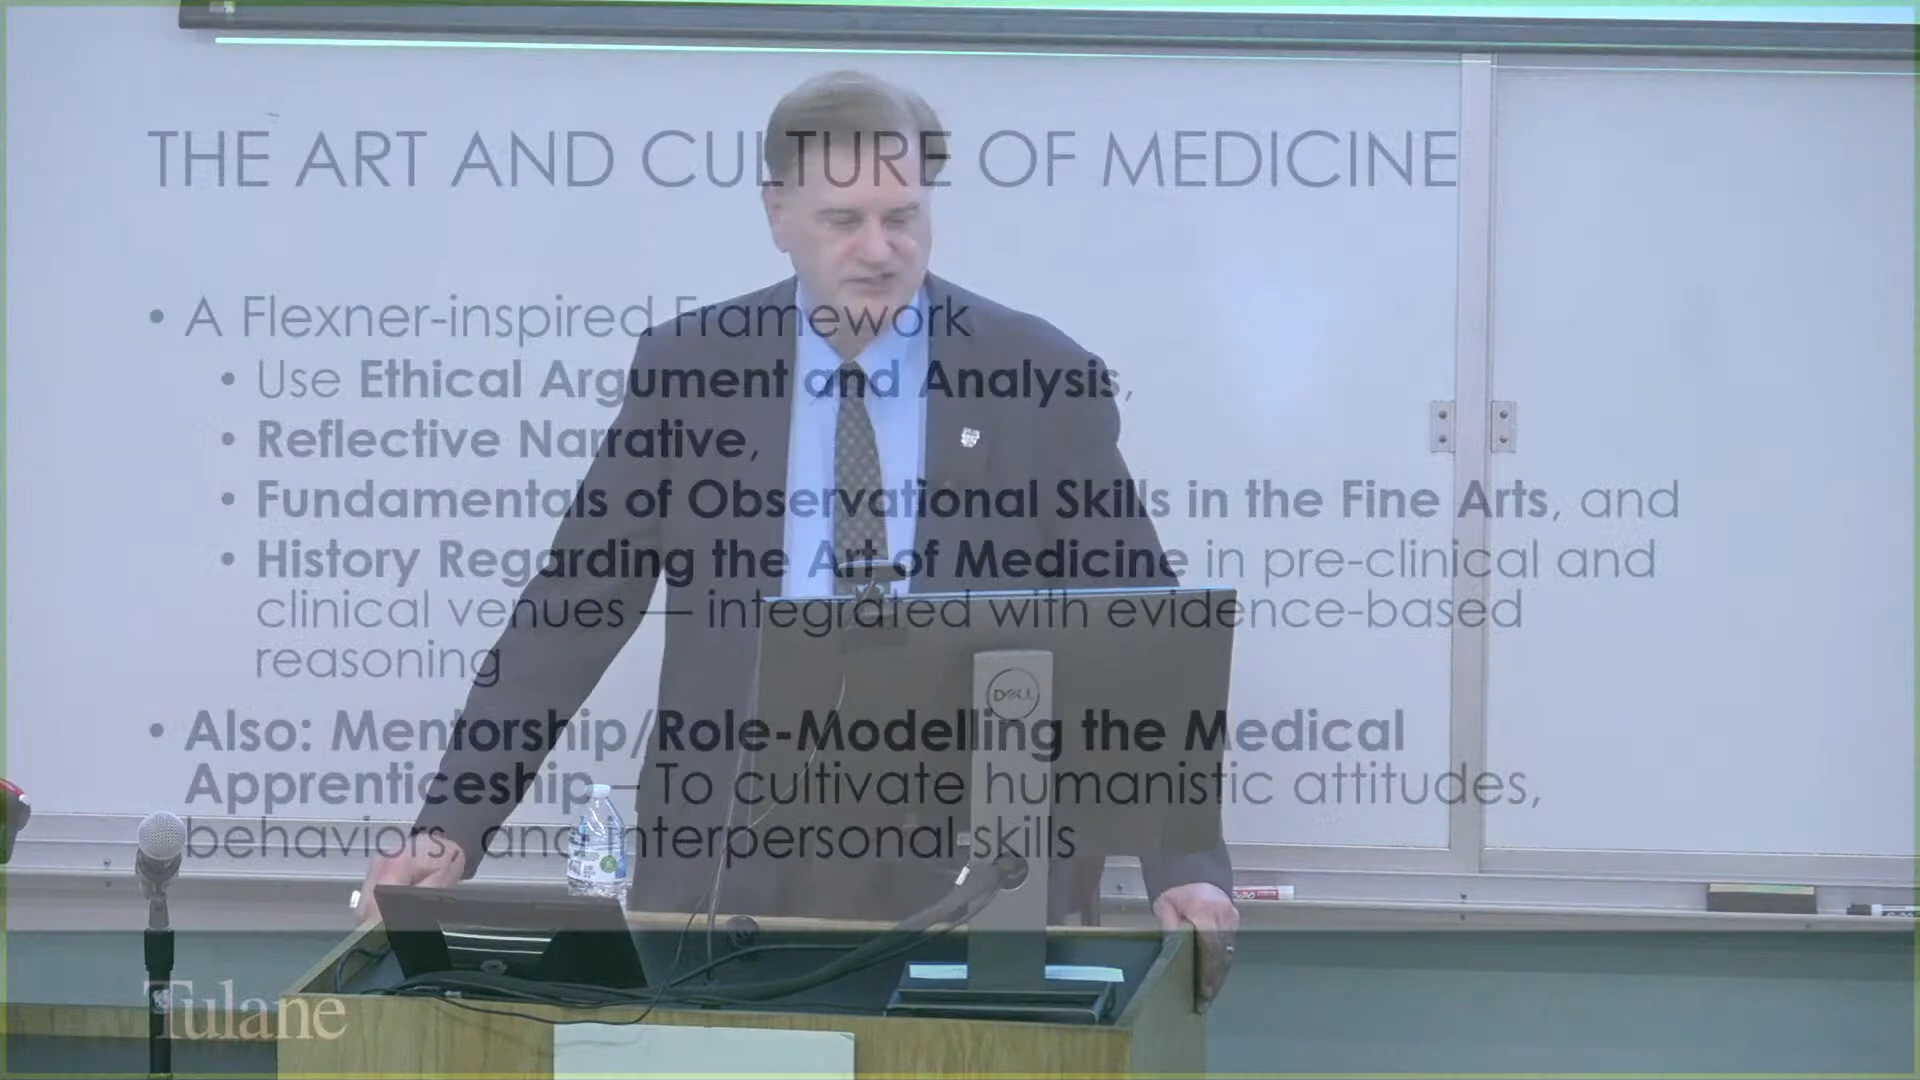 THE ART AND CULTURE OF MEDICINE
• A Flexner-inspired Framework
• Use Ethical Argument and Analysis,
• Reflective Narrative,
• Fundamentals of Observational Skills in the Fine Arts, and
• History Regarding the Art of Medicine in pre-clinical and
clinical venues — integrated with evidence-based
reasoning
• Also: Mentorship/Role-Modelling the Medical
Apprenticeship – To cultivate humanistic attitudes,
behaviors, and interpersonal skills
DELL
Tulane